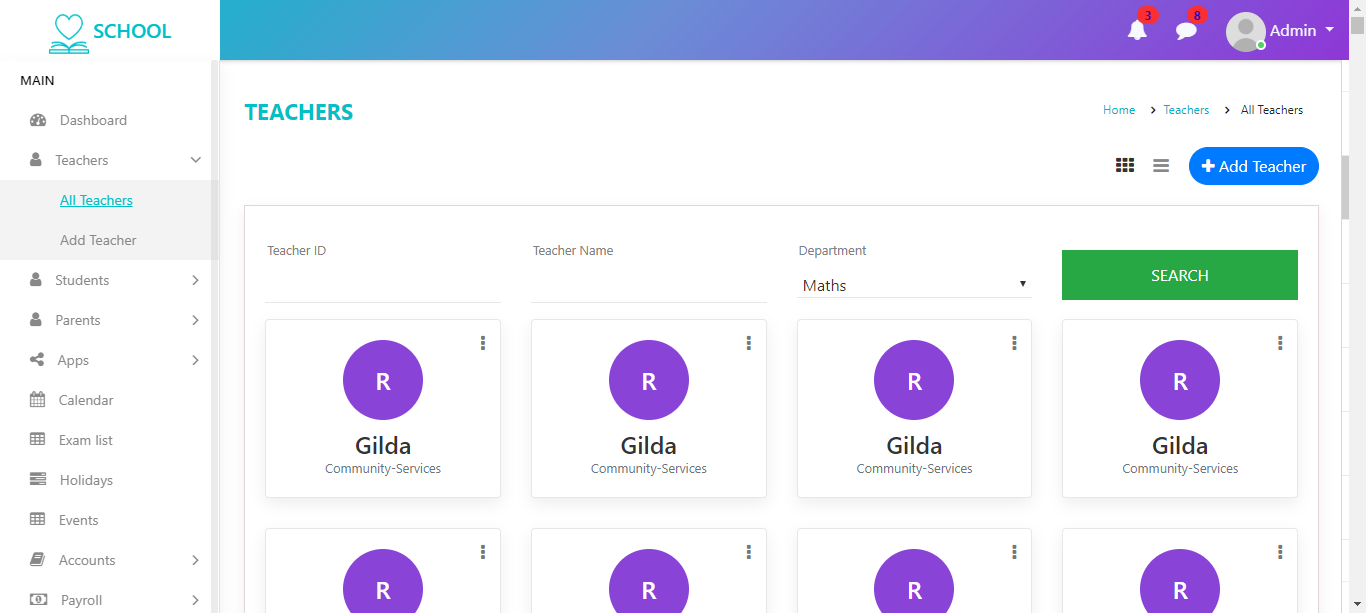 SCHOOL
3
8
Admin
MAIN
Dashboard
Teachers
All Teachers
Add Teacher
Students
Parents
Apps
Calendar
Exam list
Holidays
Events
Accounts
Payroll
TEACHERS
Home > Teachers > All Teachers
Add Teacher
Teacher ID
Teacher Name
Department
Maths
SEARCH
R
Gilda
Community-Services
R
Gilda
Community-Services
R
Gilda
Community-Services
R
Gilda
Community-Services
R
R
R
R